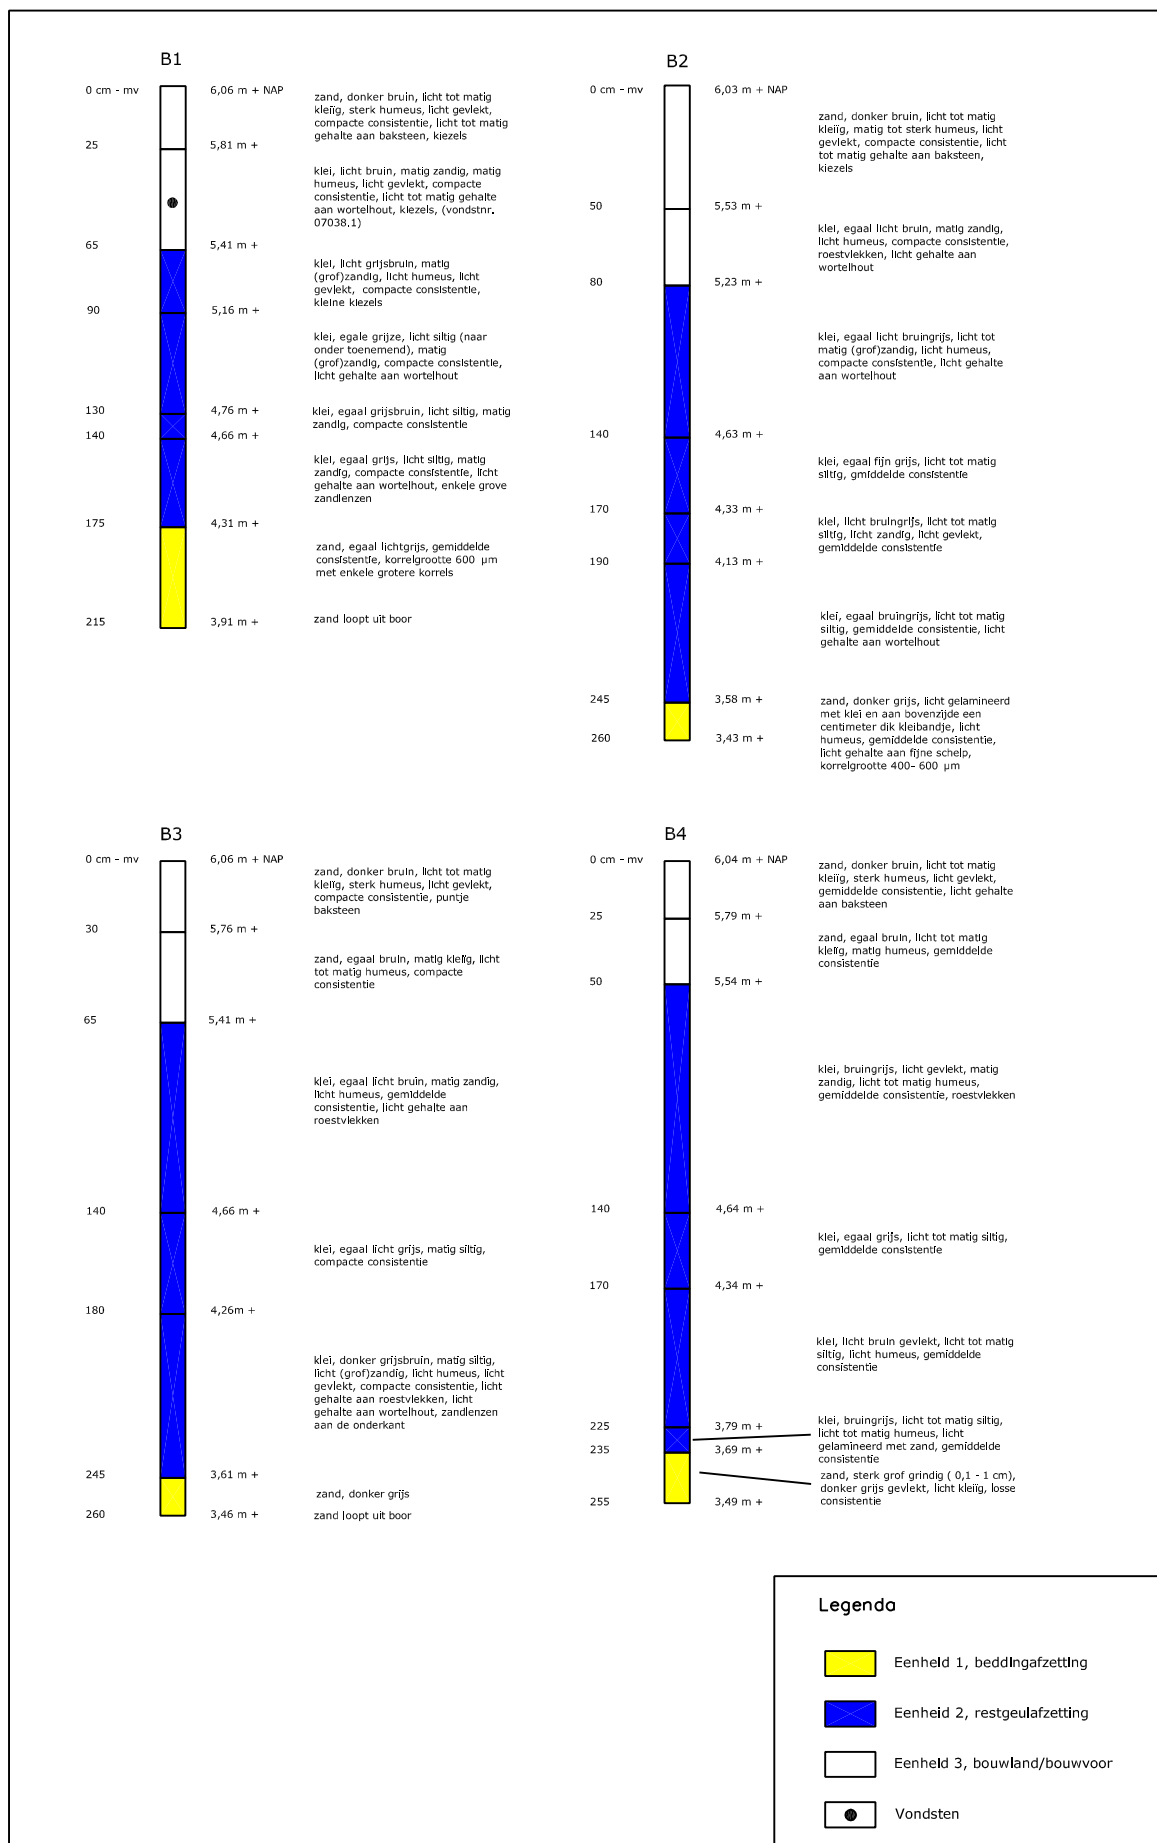 B1
0 cm - mv
6,06 m + NAP
zand, donker bruin, licht tot matig
kleiïg, sterk humeus, licht gevlekt,
compacte consistentie, licht tot matig
gehalte aan baksteen, kiezels
25
5,81 m +
klei, licht bruin, matig zandig, matig
humeus, licht gevlekt, compacte
consistentie, licht tot matig gehalte
aan wortelhout, kiezels, (vondstnr.
07038.1)
65
5,41 m +
klei, licht grijsbruin, matig
(grof)zandig, licht humeus, licht
gevlekt, compacte consistentie,
kleine kiezels
90
5,16 m +
klei, egale grijze, licht siltig (naar
onder toenemend), matig
(grof)zandig, compacte consistentie,
licht gehalte aan wortelhout
130
4,76 m +
klei, egaal grijsbruin, licht siltig, matig
zandig, compacte consistentie
140
4,66 m +
klei, egaal grijs, licht siltig, matig
zandig, compacte consistentie, licht
gehalte aan wortelhout, enkele grove
zandlenzen
175
4,31 m +
zand, egaal lichtgrijs, gemiddelde
consistentie, korrelgrootte 600 µm
met enkele grotere korrels
215
3,91 m +
zand loopt uit boor
B2
0 cm - mv
6,03 m + NAP
zand, donker bruin, licht tot matig
kleiïg, matig tot sterk humeus, licht
gevlekt, compacte consistentie, licht
tot matig gehalte aan baksteen,
kiezels
50
5,53 m +
klei, egaal licht bruin, matig zandig,
licht humeus, compacte consistentie,
roestvlekken, licht gehalte aan
wortelhout
80
5,23 m +
klei, egaal licht bruingrijs, licht tot
matig (grof)zandig, licht humeus,
compacte consistentie, licht gehalte
aan wortelhout
140
4,63 m +
klei, egaal fijn grijs, licht tot matig
siltig, gmiddelde consistentie
170
4,33 m +
klei, licht bruingrijs, licht tot matig
siltig, licht zandig, licht gevlekt,
gemiddelde consistentie
190
4,13 m +
klei, egaal bruingrijs, licht tot matig
siltig, gemiddelde consistentie, licht
gehalte aan wortelhout
245
3,58 m +
zand, donker grijs, licht gelamineerd
met klei en aan bovenzijde een
centimeter dik kleibandje, licht
humeus, gemiddelde consistentie,
licht gehalte aan fijne schelp,
korrelgrootte 400- 600 µm
260
3,43 m +
B3
0 cm - mv
6,06 m + NAP
zand, donker bruin, licht tot matig
kleiïg, sterk humeus, licht gevlekt,
compacte consistentie, puntje
baksteen
30
5,76 m +
zand, egaal bruin, matig kleiïg, licht
tot matig humeus, compacte
consistentie
65
5,41 m +
klei, egaal licht bruin, matig zandig,
licht humeus, gemiddelde
consistentie, licht gehalte aan
roestvlekken
140
4,66 m +
klei, egaal licht grijs, matig siltig,
compacte consistentie
180
4,26m +
klei, donker grijsbruin, matig siltig,
licht (grof)zandig, licht humeus, licht
gevlekt, compacte consistentie, licht
gehalte aan roestvlekken, licht
gehalte aan wortelhout, zandlenzen
aan de onderkant
245
3,61 m +
zand, donker grijs
260
3,46 m +
zand loopt uit boor
B4
0 cm - mv
6,04 m + NAP
zand, donker bruin, licht tot matig
kleiïg, sterk humeus, licht gevlekt,
gemiddelde consistentie, licht gehalte
aan baksteen
25
5,79 m +
zand, egaal bruin, licht tot matig
kleiïg, matig humeus, gemiddelde
consistentie
50
5,54 m +
klei, bruingrijs, licht gevlekt, matig
zandig, licht tot matig humeus,
gemiddelde consistentie, roestvlekken
140
4,64 m +
klei, egaal grijs, licht tot matig siltig,
gemiddelde consistentie
170
4,34 m +
klei, licht bruin gevlekt, licht tot matig
siltig, licht humeus, gemiddelde
consistentie
225
3,79 m +
klei, bruingrijs, licht tot matig siltig,
licht tot matig humeus, licht
gelamineerd met zand, gemiddelde
consistentie
235
3,69 m +
zand, sterk grof grindig ( 0,1 - 1 cm),
donker grijs gevlekt, licht kleiïg, losse
consistentie
255
3,49 m +
Legenda
Eenheid 1, beddingafzetting
Eenheid 2, restgeulafzetting
Eenheid 3, bouwland/bouwvoor
Vondsten